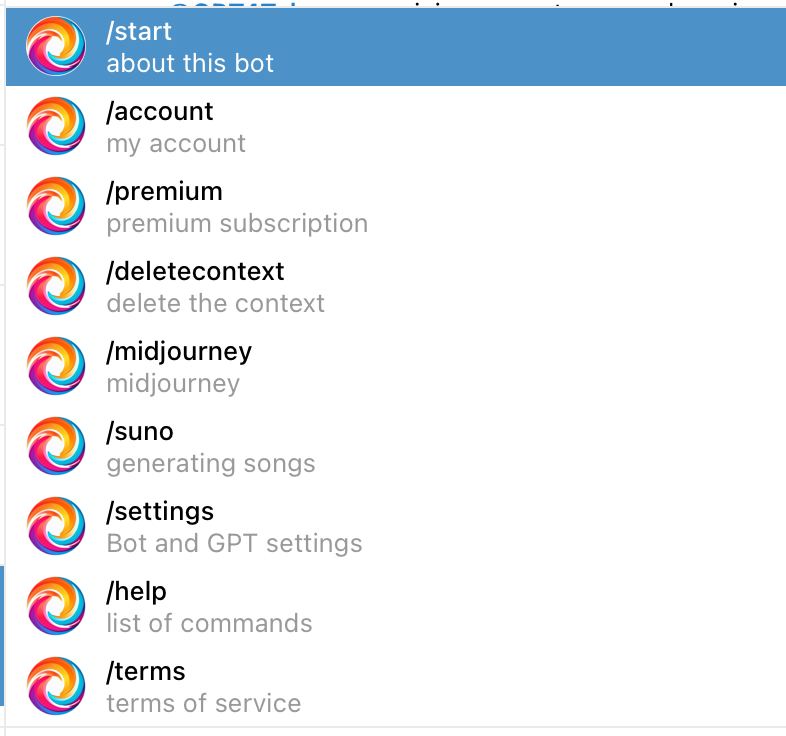 /start
about this bot
/account
my account
/premium
premium subscription
/deletecontext
delete the context
/midjourney
midjourney
/suno
generating songs
/settings
Bot and GPT settings
/help
list of commands
/terms
terms of service